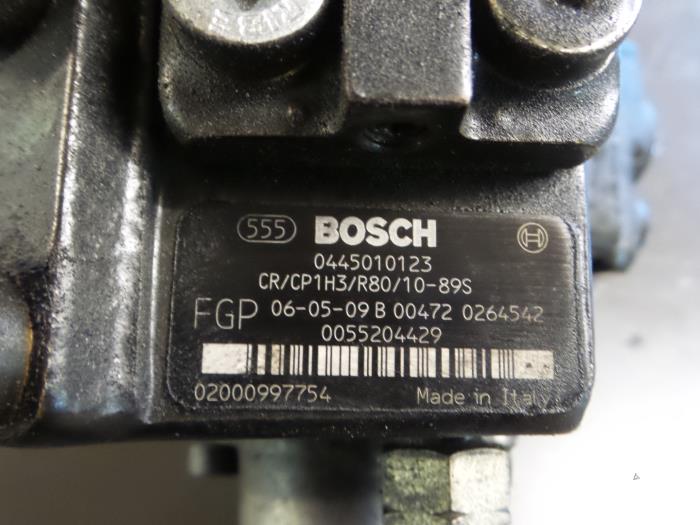 555 BOSCH
0445010123
CR/CP1H3/R80/10-89S
FGP 06-05-09 B 00472 0264542
0055204429
02000997754 Made in Italy